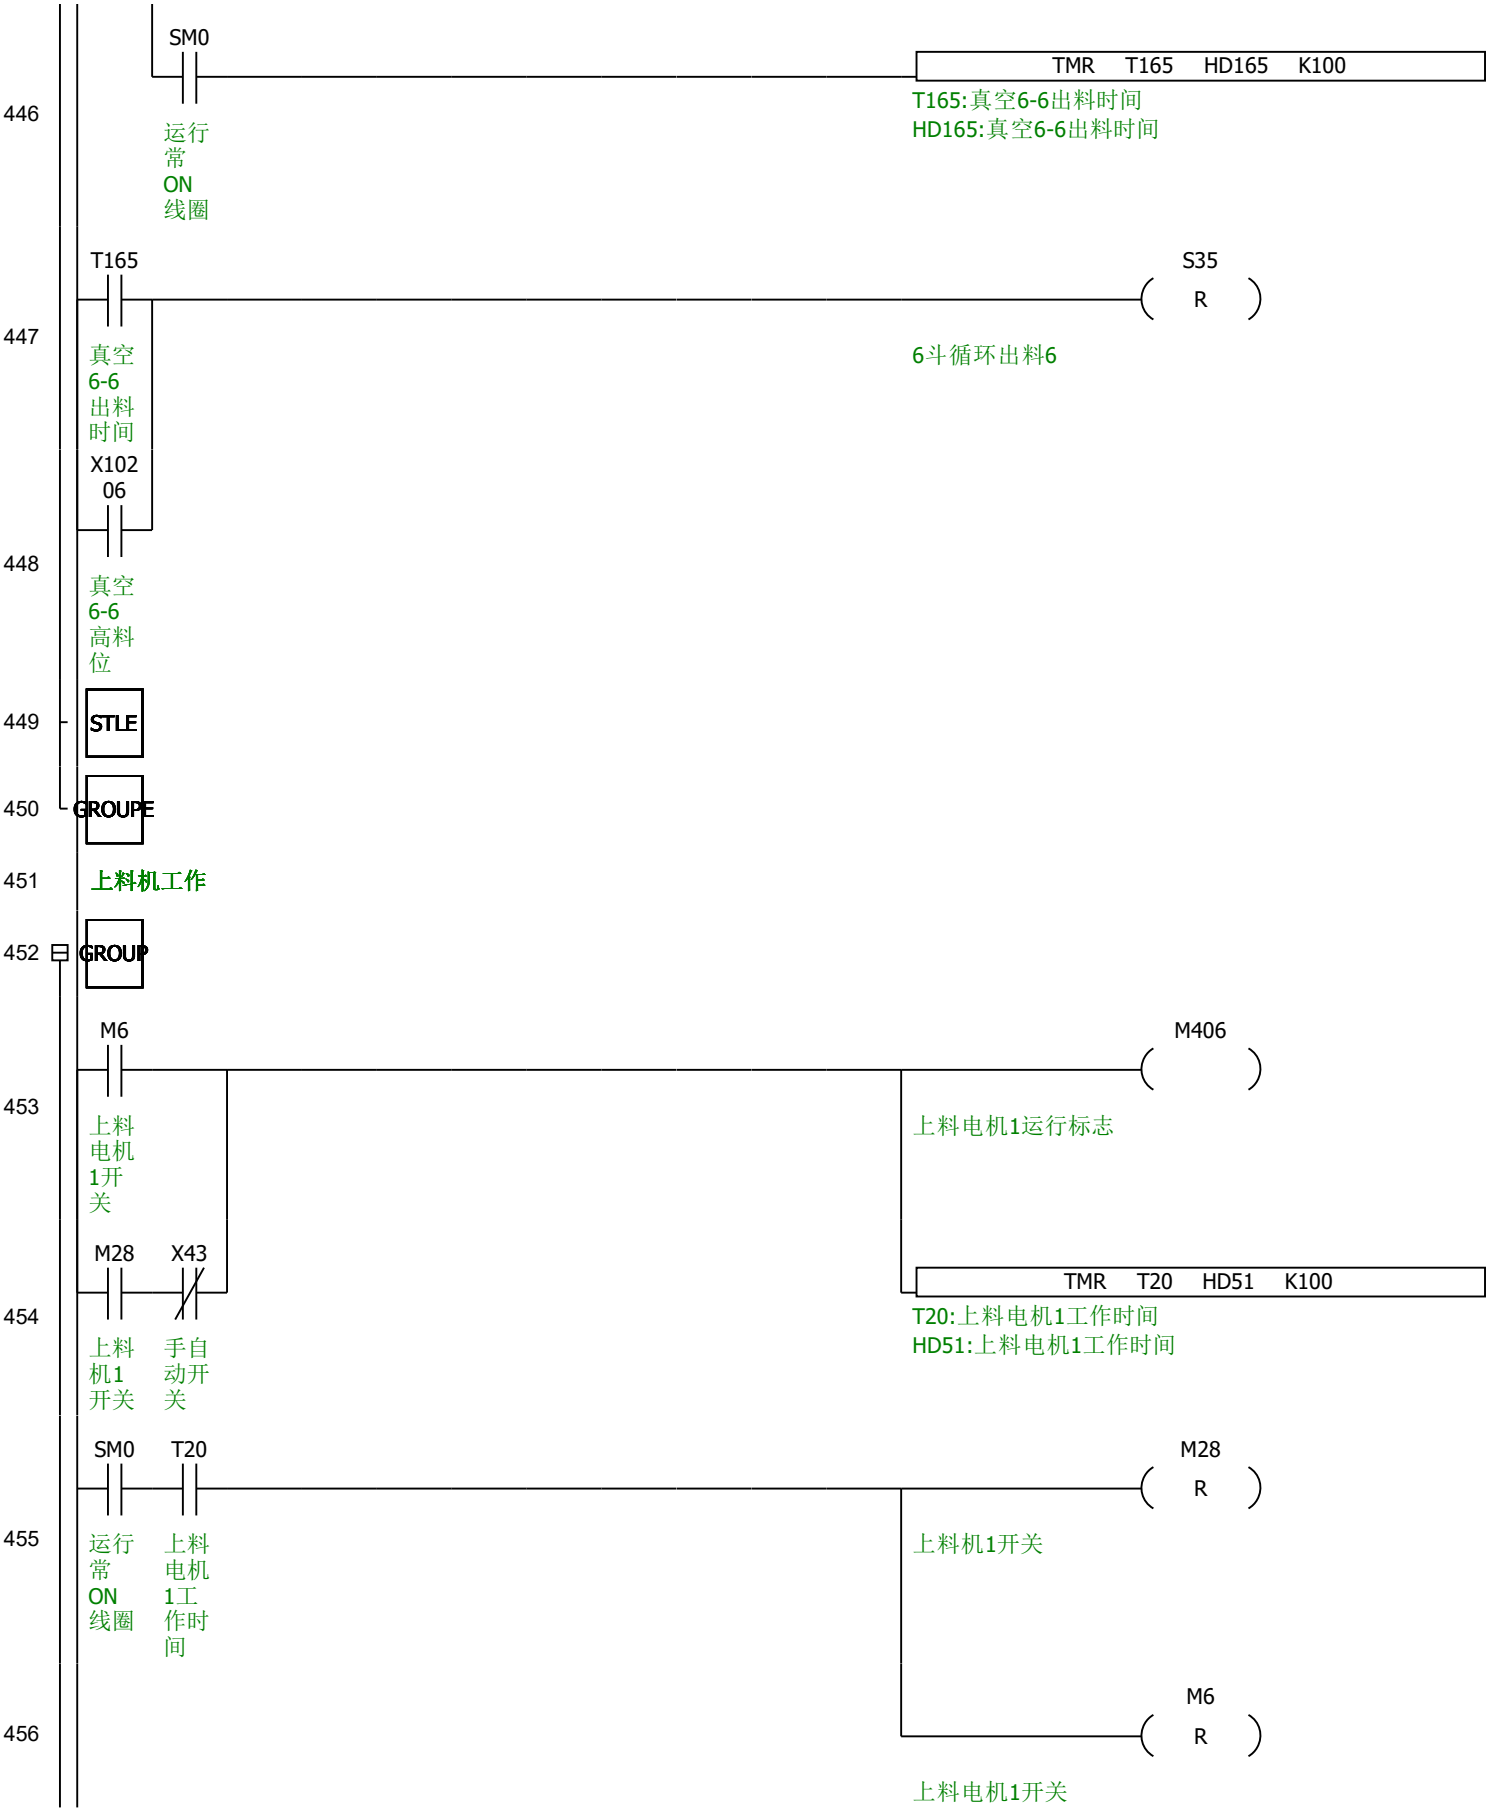 SM0
TMR T165 HD165 K100
446
T165:真空6-6出料时间
HD165:真空6-6出料时间
运行
常
ON
线圈
T165
S35
R
447
真空
6-6
出料
时间
6斗循环出料6
X102
06
448
真空
6-6
高料
位
449
STLE
450
GROUPE
451
上料机工作
452
GROUP
M6
M406
453
上料
电机
1开
关
上料电机1运行标志
M28
X43
TMR T20 HD51 K100
454
T20:上料电机1工作时间
HD51:上料电机1工作时间
上料
机1
开关
手自
动开
关
SM0
T20
M28
R
455
运行
常
ON
线圈
上料
电机
1工
作时
间
上料机1开关
M6
R
456
上料电机1开关